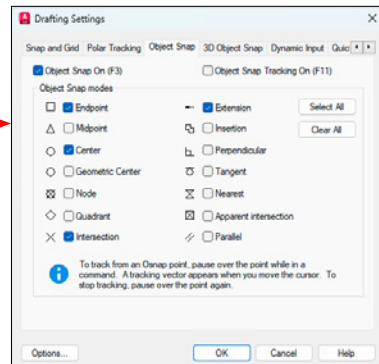 Drafting Settings
Snap and Grid Polar Tracking Object Snap 3D Object Snap Dynamic Input Quic
Object Snap On (F3) Object Snap Tracking On (F11)
Object Snap modes
Endpoint Extension Select All
Midpoint Insertion Clear All
Center Perpendicular
Geometric Center Tangent
Node Nearest
Quadrant Apparent intersection
Intersection Parallel
To track from an Osnap point, pause over the point while in a
command. A tracking vector appears when you move the cursor. To
stop tracking, pause over the point again.
Options... OK Cancel Help